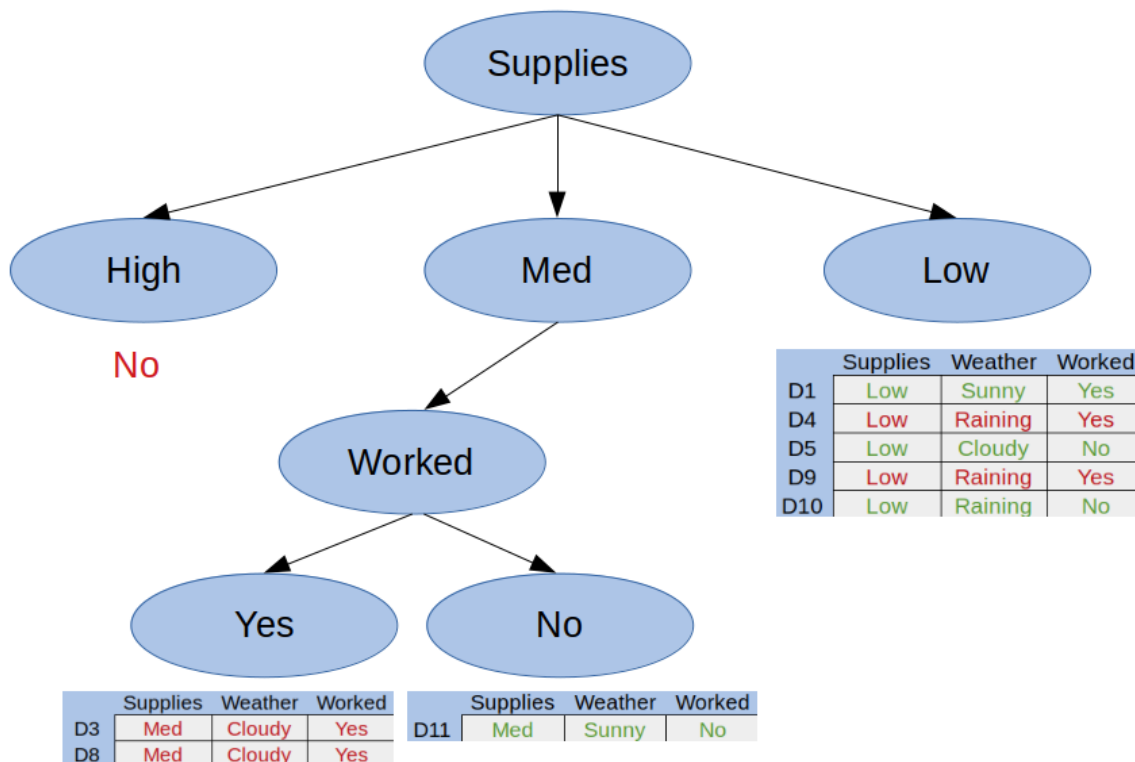 Supplies
High
Med
Low
No
Supplies Weather Worked
D1 Low Sunny Yes
D4 Low Raining Yes
D5 Low Cloudy No
D9 Low Raining Yes
D10 Low Raining No
Worked
Yes
No
Supplies Weather Worked
D3 Med Cloudy Yes
D8 Med Cloudy Yes
Supplies Weather Worked
D11 Med Sunny No